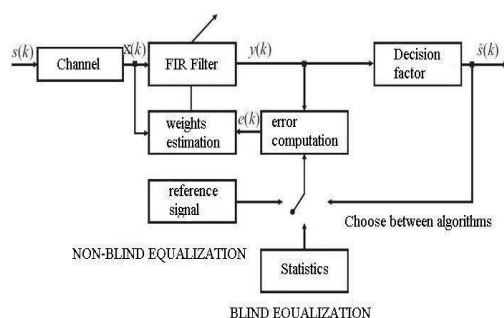 s(k)
Channel
x(k)
FIR Filter
y(k)
Decision
factor
ŝ(k)
weights
estimation
e(k)
error
computation
reference
signal
Choose between algorithms
NON-BLIND EQUALIZATION
Statistics
BLIND EQUALIZATION